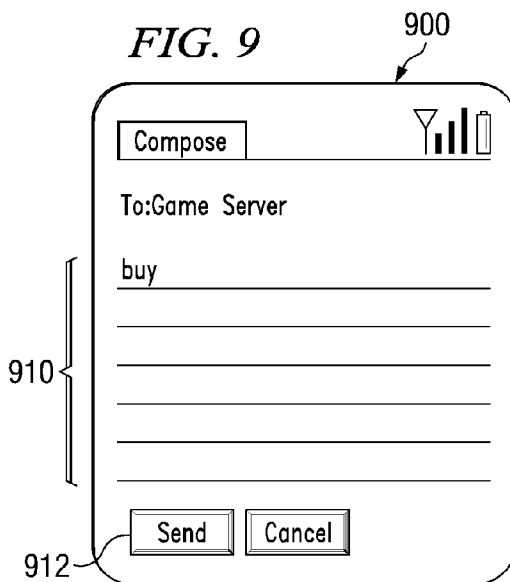 FIG. 9
900
Compose
To:Game Server
buy
910
Send Cancel
912